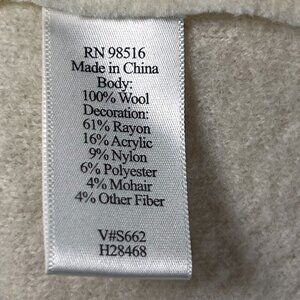 RN 98516
Made in China
Body:
100% Wool
Decoration:
61% Rayon
16% Acrylic
9% Nylon
6% Polyester
4% Mohair
4% Other Fiber
V#S662
H28468